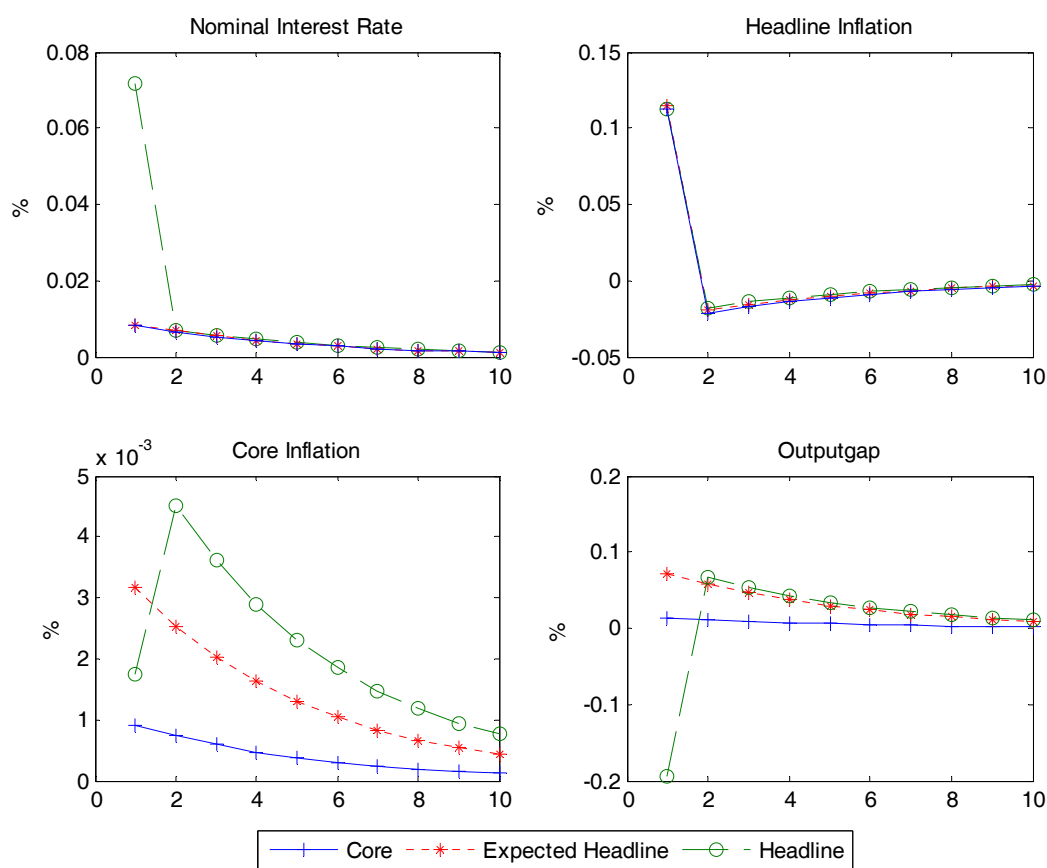 Nominal Interest Rate
0.08
0.06
0.04
0.02
0
%
0 2 4 6 8 10
Headline Inflation
0.15
0.1
0.05
0
-0.05
%
0 2 4 6 8 10
Core Inflation
x 10-3
5
4
3
2
1
0
%
0 2 4 6 8 10
Outputgap
0.2
0.1
0
-0.1
-0.2
%
0 2 4 6 8 10
Core Expected Headline Headline